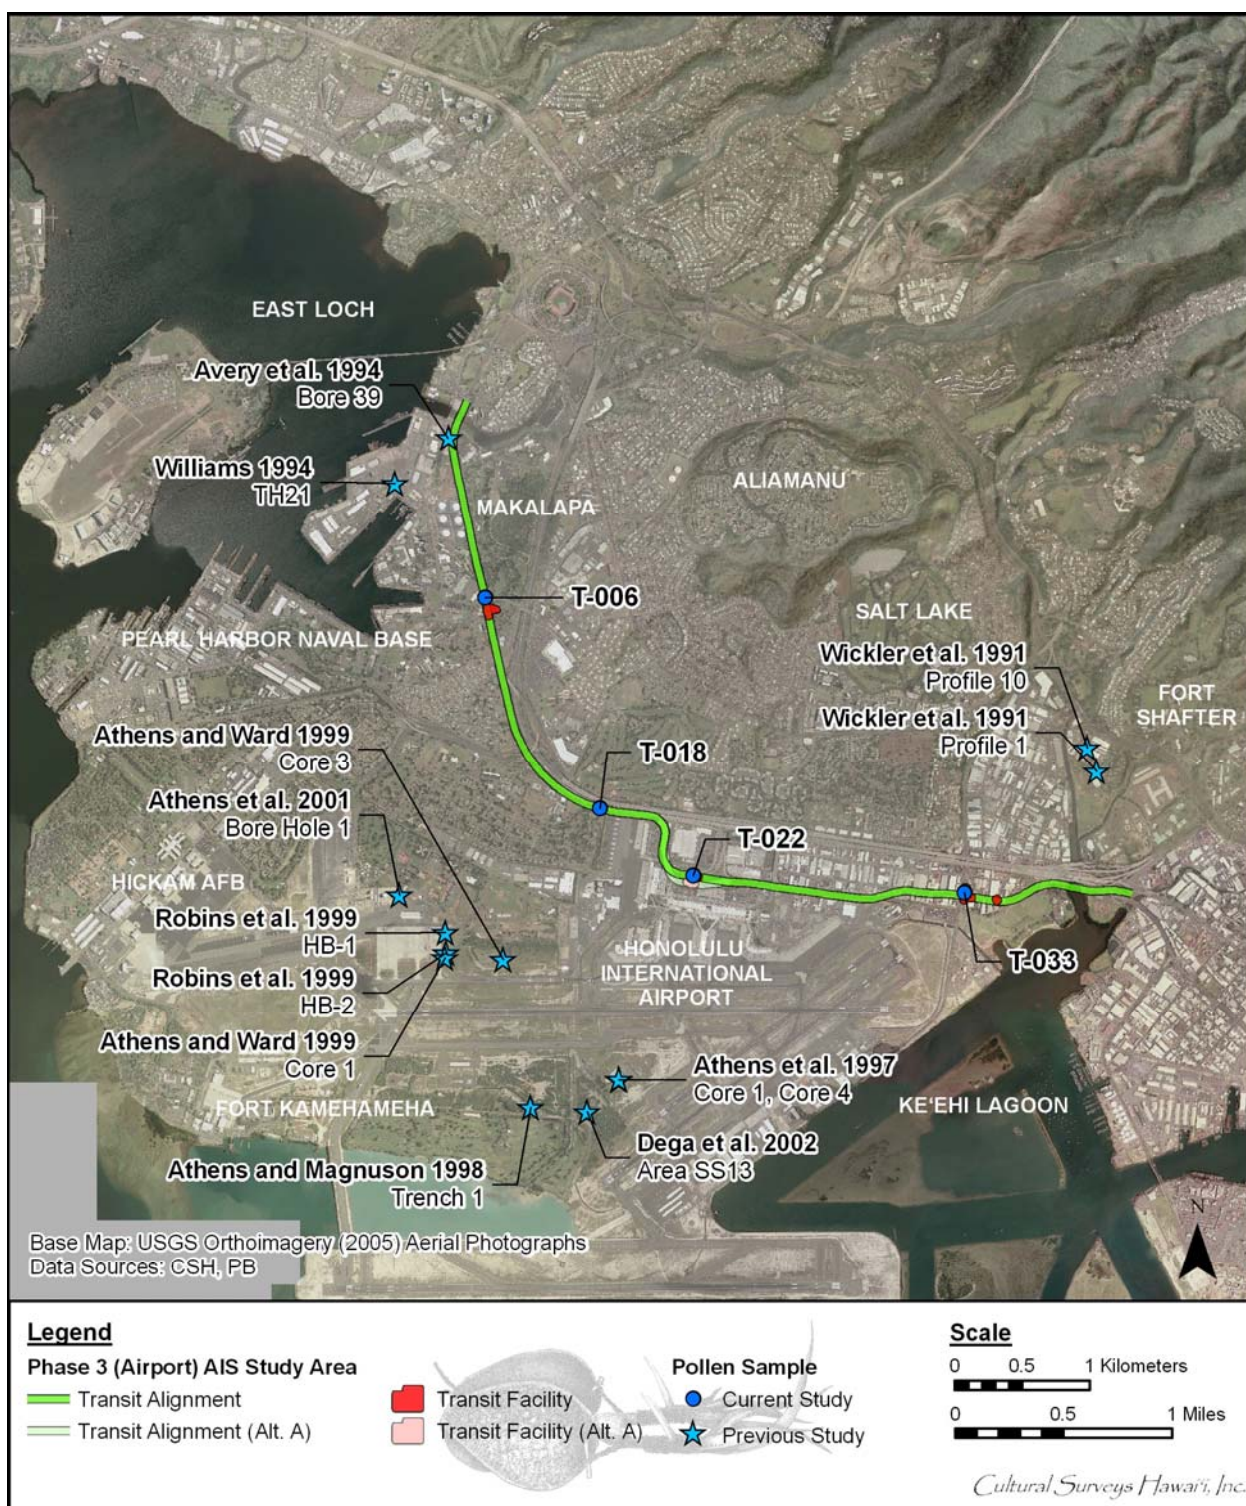 EAST LOCH
Avery et al. 1994
Bore 39
Williams 1994
TH21
MAKALAPA
ALIAMANU
T-006
SALT LAKE
PEARL HARBOR NAVAL BASE
Wickler et al. 1991
Profile 10
FORT
SHAFTER
Wickler et al. 1991
Profile 1
Athens and Ward 1999
Core 3
T-018
Athens et al. 2001
Bore Hole 1
T-022
HICKAM AFB
Robins et al. 1999
HB-1
HONOLULU
INTERNATIONAL
AIRPORT
T-033
Robins et al. 1999
HB-2
Athens and Ward 1999
Core 1
Athens et al. 1997
Core 1, Core 4
FORT KAMEHAMEHA
KE‘EHI LAGOON
Dega et al. 2002
Area SS13
Athens and Magnuson 1998
Trench 1
N
Base Map: USGS Orthoimagery (2005) Aerial Photographs
Data Sources: CSH, PB
Legend
Phase 3 (Airport) AIS Study Area
Transit Alignment
Transit Alignment (Alt. A)
Transit Facility
Transit Facility (Alt. A)
Pollen Sample
Current Study
Previous Study
Scale
0 0.5 1 Kilometers
0 0.5 1 Miles
Cultural Surveys Hawai‘i, Inc.